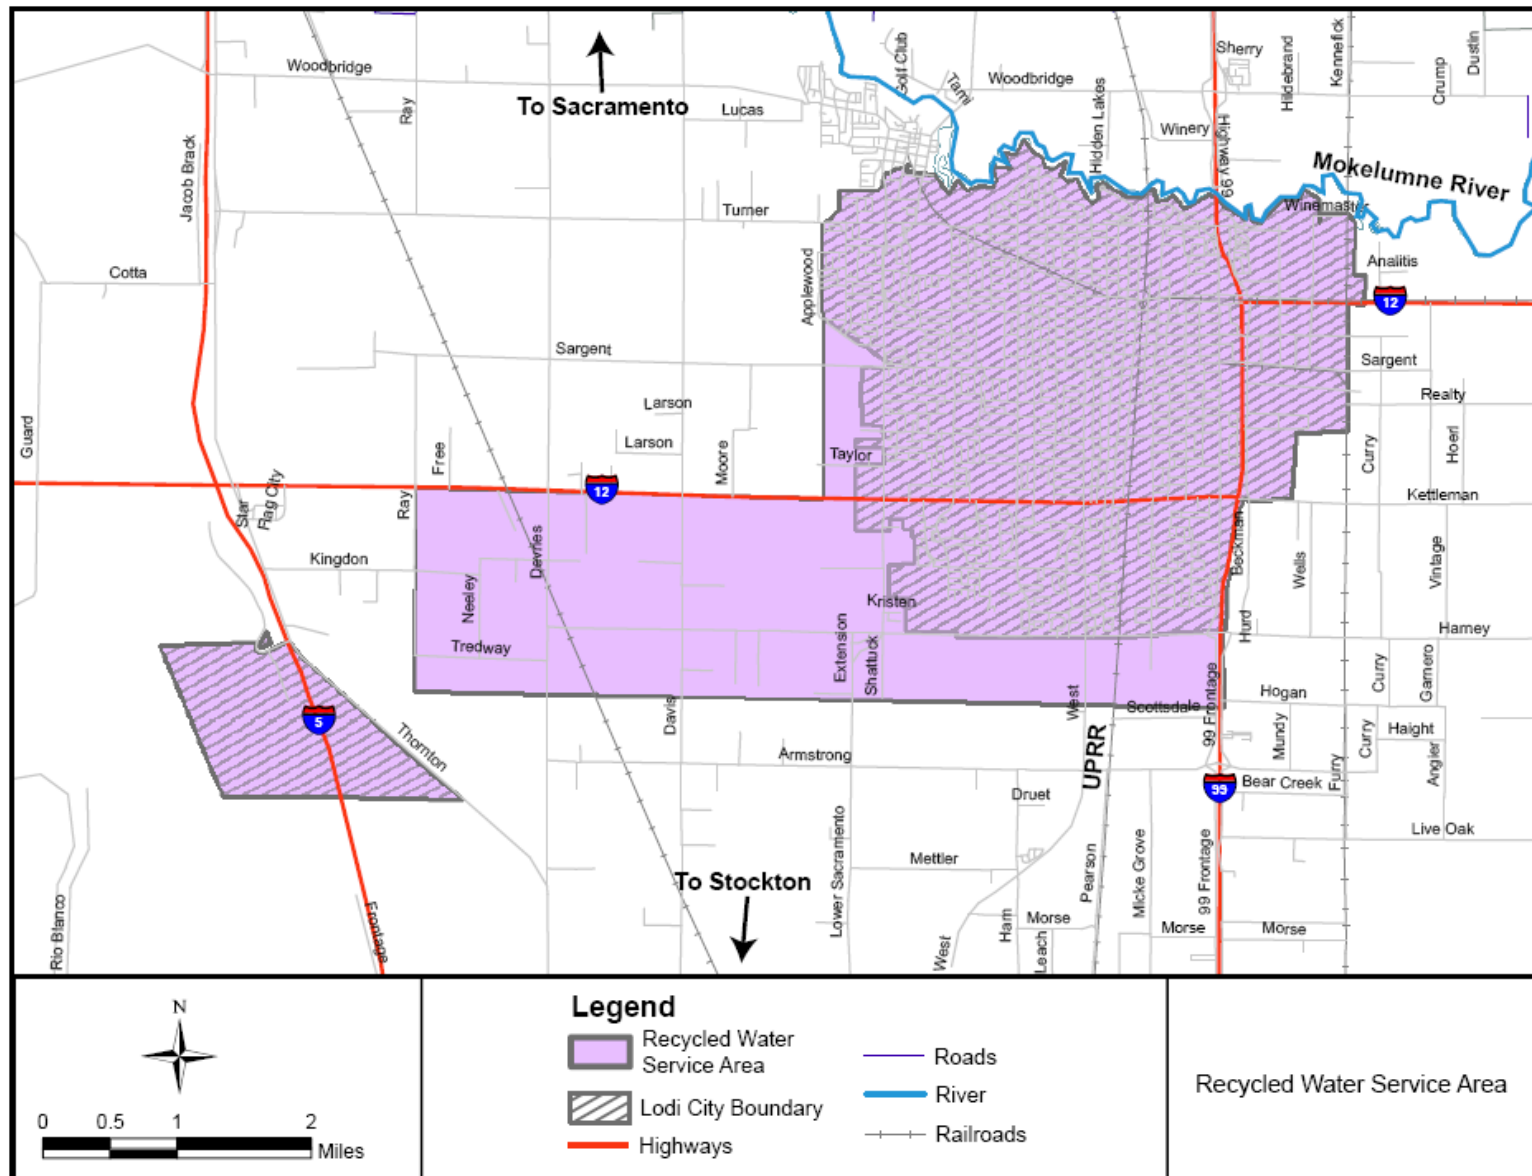 Sherry
Hildebrand
Kennefick
Dustin
Crump
Golf Club
Tami
Woodbridge
Woodbridge
Hidden Lakes
To Sacramento
Ray
Lucas
Winery
Highway 99
Mokelumne River
Jacob Brack
Turner
Winemaster
Analitis
Cotta
Applewood
12
Sargent
Sargent
Realty
Larson
Larson
Guard
Free
Moore
Taylor
Curry
Hoerl
Star
Flag City
Ray
12
Kettleman
Kingdon
Devries
Beckman
Wells
Vintage
Neeley
Kristen
Tredway
Extension
Shattuck
Hurd
Harney
Curry
Garnero
5
Davis
West
Scottsdale
99 Frontage
Hogan
Thornton
Armstrong
UPRR
Mundy
Curry
Haight
Angier
Furry
99
Bear Creek
Druet
Live Oak
Lower Sacramento
Mettler
Pearson
Micke Grove
99 Frontage
To Stockton
Rio Blanco
Frontage
West
Ham
Morse
Leach
Morse
Morse
N
0 0.5 1 2
Miles
Legend
Recycled Water
Service Area
Lodi City Boundary
Highways
Roads
River
Railroads
Recycled Water Service Area